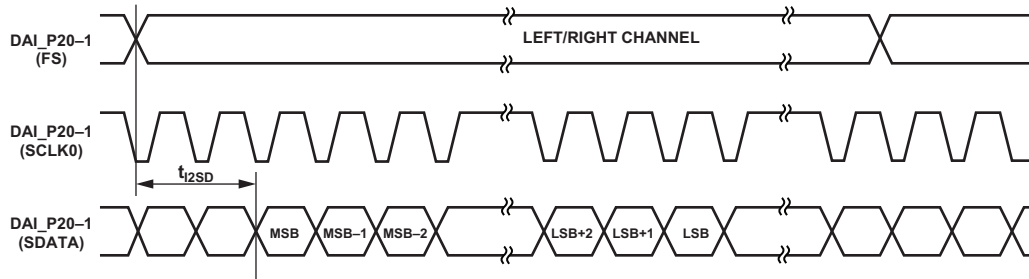 DAI_P20–1
(FS)
LEFT/RIGHT CHANNEL
DAI_P20–1
(SCLK0)
tI2SD
DAI_P20–1
(SDATA)
MSB
MSB–1
MSB–2
LSB+2
LSB+1
LSB